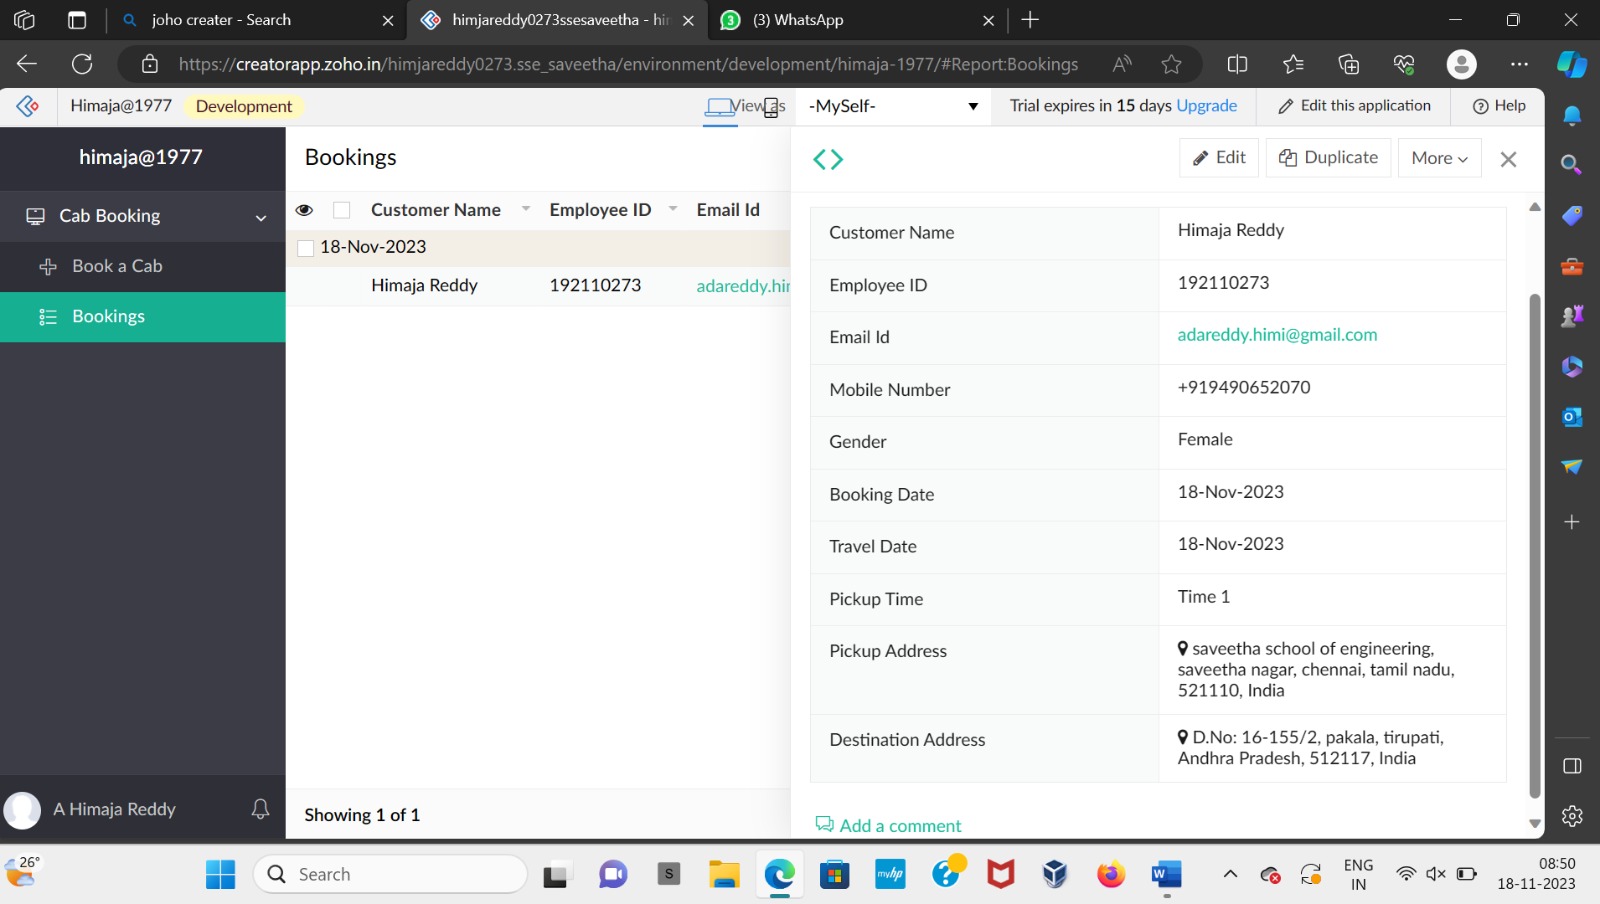 joho creater - Search
himjareddy0273ssesaveetha - hir
(3) WhatsApp
https://creatorapp.zoho.in/himjareddy0273.sse_saveetha/environment/development/himaja-1977/#Report:Bookings
Himaja@1977
Development
View as
-MySelf-
Trial expires in 15 days Upgrade
Edit this application
Help
himaja@1977
Cab Booking
Book a Cab
Bookings
A Himaja Reddy
Bookings
Customer Name Employee ID Email Id
18-Nov-2023
Himaja Reddy 192110273 adareddy.hir
Showing 1 of 1
Edit Duplicate More
Customer Name Himaja Reddy
Employee ID 192110273
Email Id adareddy.himi@gmail.com
Mobile Number +919490652070
Gender Female
Booking Date 18-Nov-2023
Travel Date 18-Nov-2023
Pickup Time Time 1
Pickup Address saveetha school of engineering,
saveetha nagar, chennai, tamil nadu,
521110, India
Destination Address D.No: 16-155/2, pakala, tirupati,
Andhra Pradesh, 512117, India
Add a comment
26°
Search
S
myhp
W
ENG
IN
08:50
18-11-2023